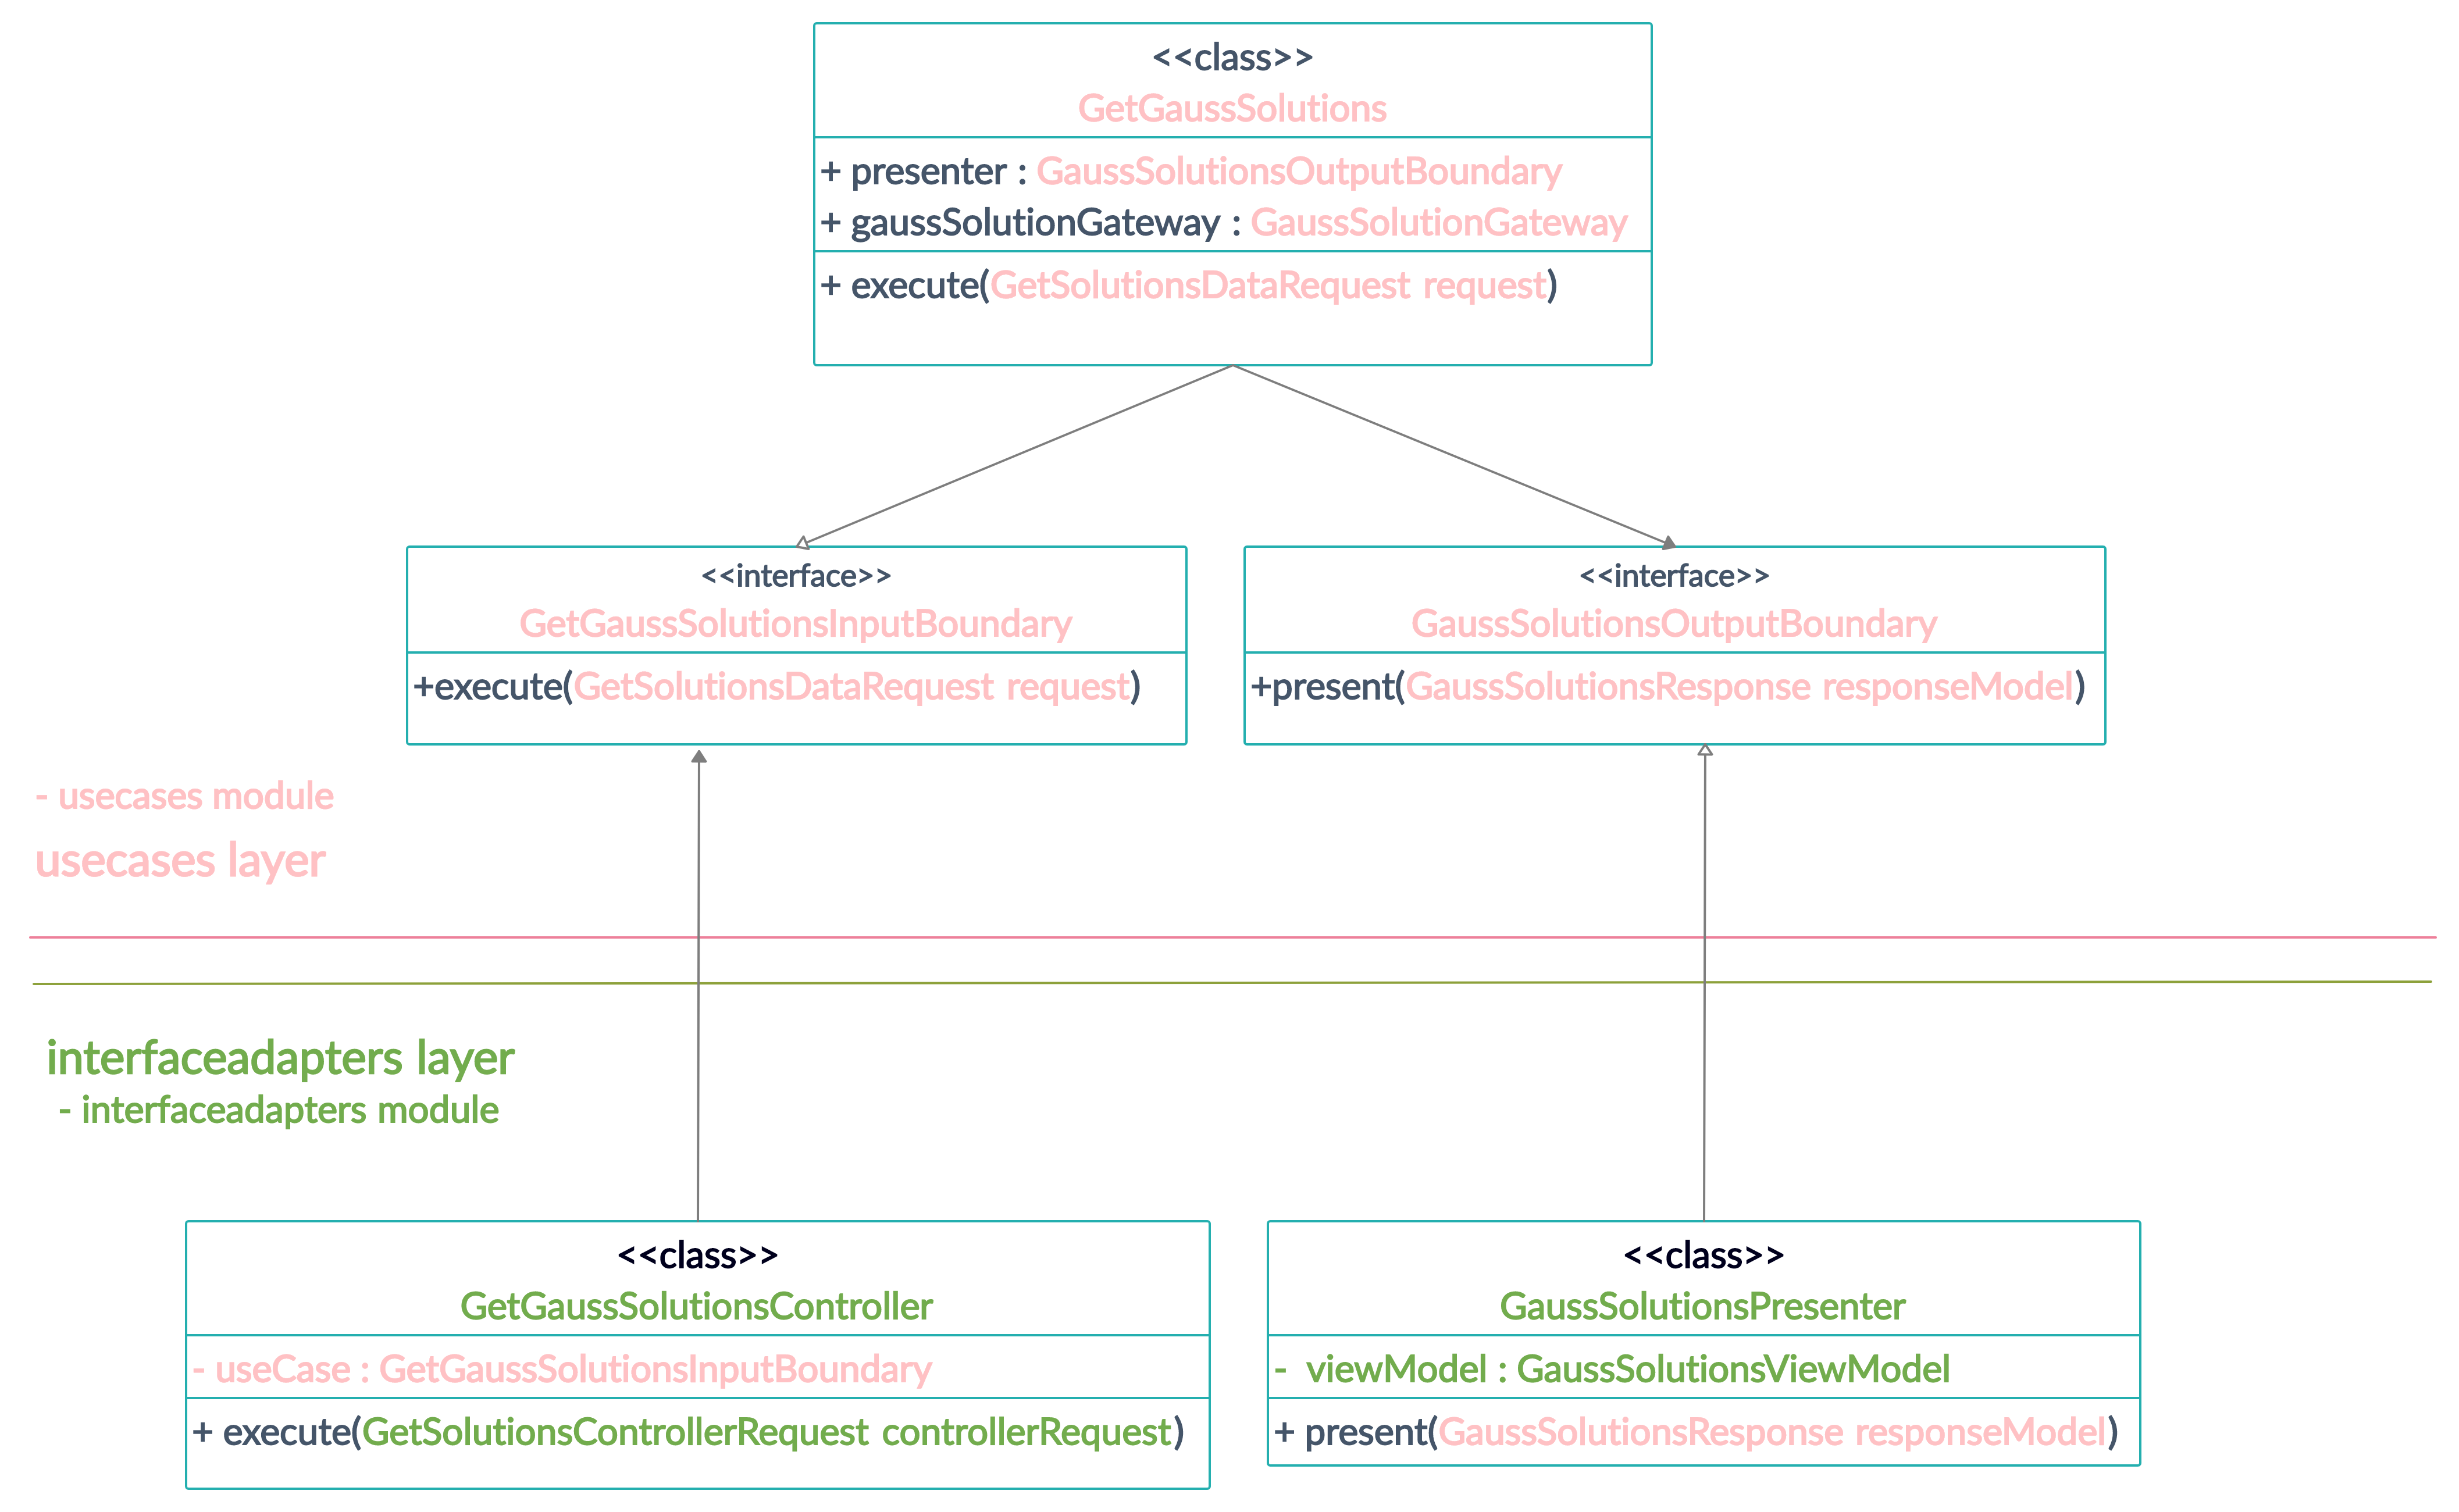 <<class>>
GetGaussSolutions
+ presenter : GaussSolutionsOutputBoundary
+ gaussSolutionGateway : GaussSolutionGateway
+ execute(GetSolutionsDataRequest request)
<<interface>>
GetGaussSolutionsInputBoundary
+execute(GetSolutionsDataRequest request)
<<interface>>
GaussSolutionsOutputBoundary
+present(GaussSolutionsResponse responseModel)
- usecases module
usecases layer
interfaceadapters layer
- interfaceadapters module
<<class>>
GetGaussSolutionsController
- useCase : GetGaussSolutionsInputBoundary
+ execute(GetSolutionsControllerRequest controllerRequest)
<<class>>
GaussSolutionsPresenter
- viewModel : GaussSolutionsViewModel
+ present(GaussSolutionsResponse responseModel)